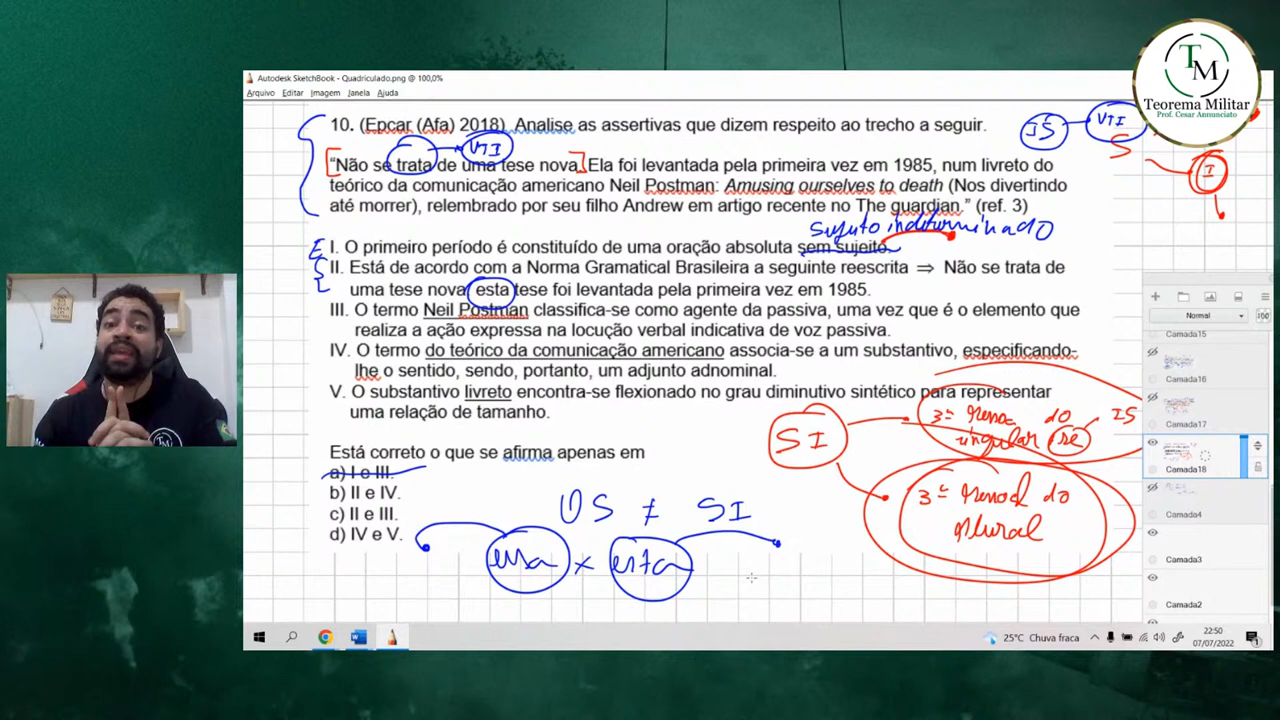 Autodesk SketchBook - Quadriculado.png @ 100,0%
Arquivo Editar Imagem Janela Ajuda
TM
Teorema Militar
Prof. Cesar Annunciato
IS VTI
S
I
10. (Epcar (Afa) 2018) Analise as assertivas que dizem respeito ao trecho a seguir.
VTI
“Não se trata de uma tese nova. Ela foi levantada pela primeira vez em 1985, num livreto do
teórico da comunicação americano Neil Postman: Amusing ourselves to death (Nos divertindo
até morrer), relembrado por seu filho Andrew em artigo recente no The guardian.” (ref. 3)
Sujeito indeterminado
I. O primeiro período é constituído de uma oração absoluta sem sujeito.
II. Está de acordo com a Norma Gramatical Brasileira a seguinte reescrita ⇒ Não se trata de
uma tese nova, esta tese foi levantada pela primeira vez em 1985.
III. O termo Neil Postman classifica-se como agente da passiva, uma vez que é o elemento que
realiza a ação expressa na locução verbal indicativa de voz passiva.
IV. O termo do teórico da comunicação americano associa-se a um substantivo, especificando-
lhe o sentido, sendo, portanto, um adjunto adnominal.
V. O substantivo livreto encontra-se flexionado no grau diminutivo sintético para representar
uma relação de tamanho.
SI
3ª Pessoa do
singular se IS
3ª Pessoa do
plural
Está correto o que se afirma apenas em
a) I e III.
b) II e IV.
c) II e III.
d) IV e V.
OS ≠ SI
essa × esta
Normal 100
Camada15
Camada16
Camada17
Camada18
Camada4
Camada3
Camada2
25°C Chuva fraca
22:50
07/07/2022